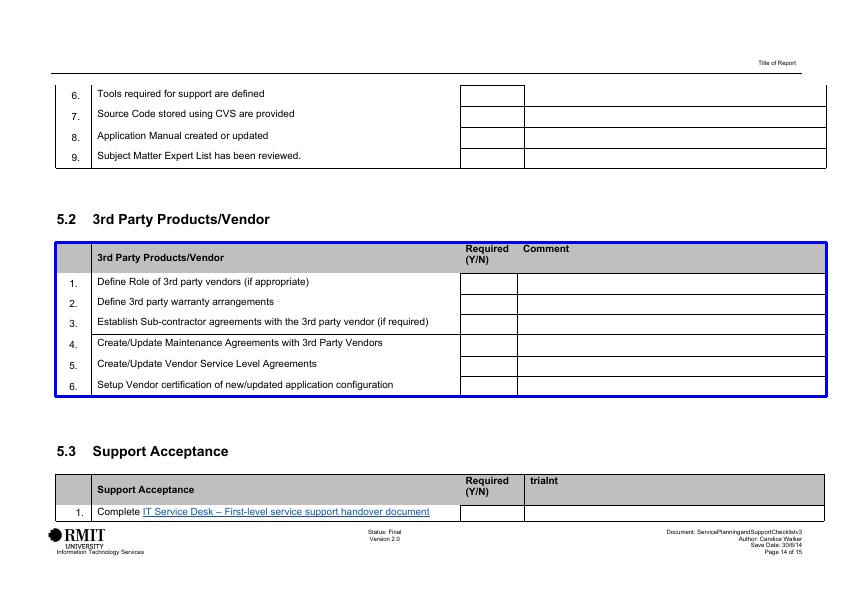 Title of Report
6. Tools required for support are defined
7. Source Code stored using CVS are provided
8. Application Manual created or updated
9. Subject Matter Expert List has been reviewed.
5.2 3rd Party Products/Vendor
3rd Party Products/Vendor Required (Y/N) Comment
1. Define Role of 3rd party vendors (if appropriate)
2. Define 3rd party warranty arrangements
3. Establish Sub-contractor agreements with the 3rd party vendor (if required)
4. Create/Update Maintenance Agreements with 3rd Party Vendors
5. Create/Update Vendor Service Level Agreements
6. Setup Vendor certification of new/updated application configuration
5.3 Support Acceptance
Support Acceptance Required (Y/N) triaInt
1. Complete IT Service Desk – First-level service support handover document
RMIT
UNIVERSITY
Information Technology Services
Status: Final
Version 2.0
Document: ServicePlanningandSupportChecklistv3
Author: Candice Walker
Save Date: 30/6/14
Page 14 of 15